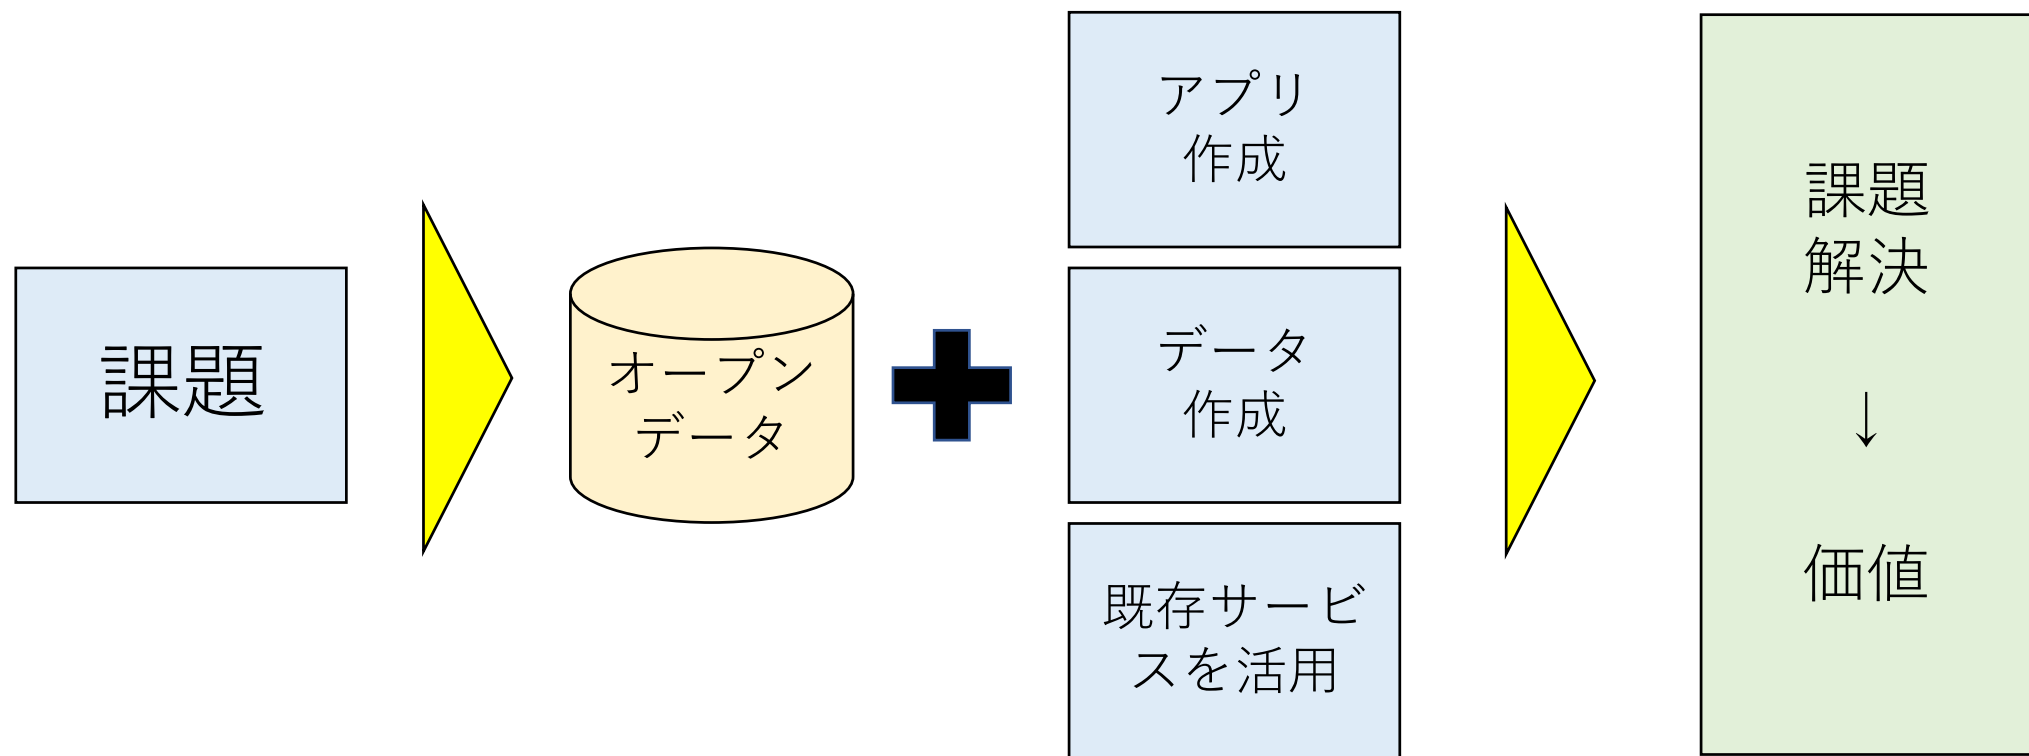 課題
オープン
データ
アプリ
作成
データ
作成
既存サービ
スを活用
課題
解決
↓
価値